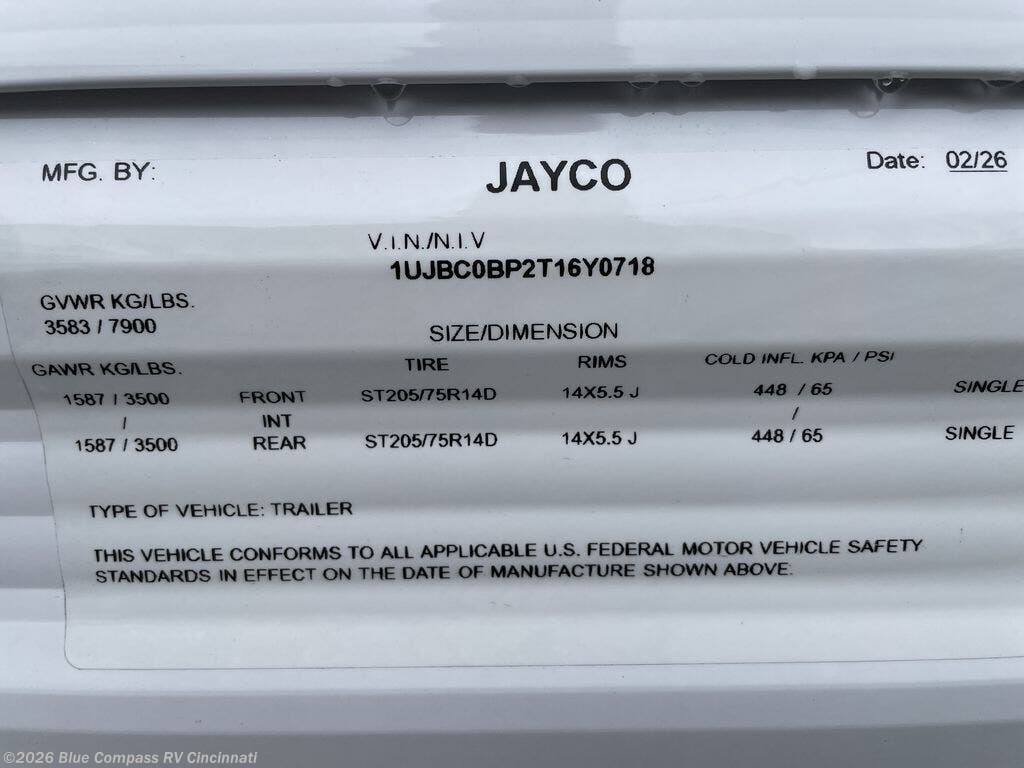 MFG. BY: JAYCO Date: 02/26
V.I.N./N.I.V
1UJBC0BP2T16Y0718
GVWR KG/LBS.
3583 / 7900
SIZE/DIMENSION
GAWR KG/LBS. TIRE RIMS COLD INFL. KPA / PSI
1587 / 3500 FRONT ST205/75R14D 14X5.5 J 448 / 65 SINGLE
/ INT /
1587 / 3500 REAR ST205/75R14D 14X5.5 J 448 / 65 SINGLE
TYPE OF VEHICLE: TRAILER
THIS VEHICLE CONFORMS TO ALL APPLICABLE U.S. FEDERAL MOTOR VEHICLE SAFETY
STANDARDS IN EFFECT ON THE DATE OF MANUFACTURE SHOWN ABOVE.
©2026 Blue Compass RV Cincinnati